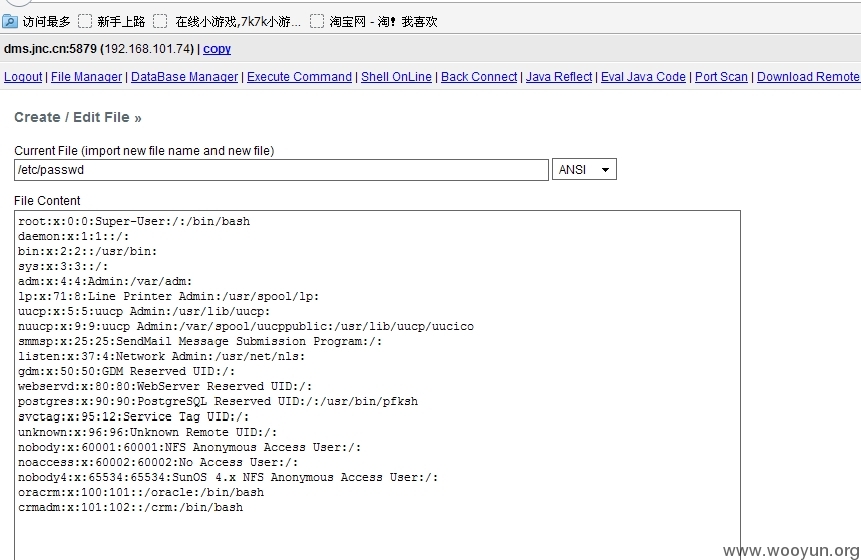 访问最多 新手上路 在线小游戏,7k7k小游... 淘宝网 - 淘! 我喜欢
dms.jnc.cn:5879 (192.168.101.74) | copy
Logout | File Manager | DataBase Manager | Execute Command | Shell OnLine | Back Connect | Java Reflect | Eval Java Code | Port Scan | Download Remote
Create / Edit File »
Current File (import new file name and new file)
/etc/passwd ANSI
File Content
root:x:0:0:Super-User:/:/bin/bash
daemon:x:1:1::/:
bin:x:2:2::/usr/bin:
sys:x:3:3::/:
adm:x:4:4:Admin:/var/adm:
lp:x:71:8:Line Printer Admin:/usr/spool/lp:
uucp:x:5:5:uucp Admin:/usr/lib/uucp:
nuucp:x:9:9:uucp Admin:/var/spool/uucppublic:/usr/lib/uucp/uucico
smmsp:x:25:25:SendMail Message Submission Program:/:
listen:x:37:4:Network Admin:/usr/net/nls:
gdm:x:50:50:GDM Reserved UID:/:
webservd:x:80:80:WebServer Reserved UID:/:
postgres:x:90:90:PostgreSQL Reserved UID:/:/usr/bin/pfksh
svctag:x:95:12:Service Tag UID:/:
unknown:x:96:96:Unknown Remote UID:/:
nobody:x:60001:60001:NFS Anonymous Access User:/:
noaccess:x:60002:60002:No Access User:/:
nobody4:x:65534:65534:SunOS 4.x NFS Anonymous Access User:/:
oracrm:x:100:101::/oracle:/bin/bash
crmadm:x:101:102::/crm:/bin/bash
www.wooyun.org